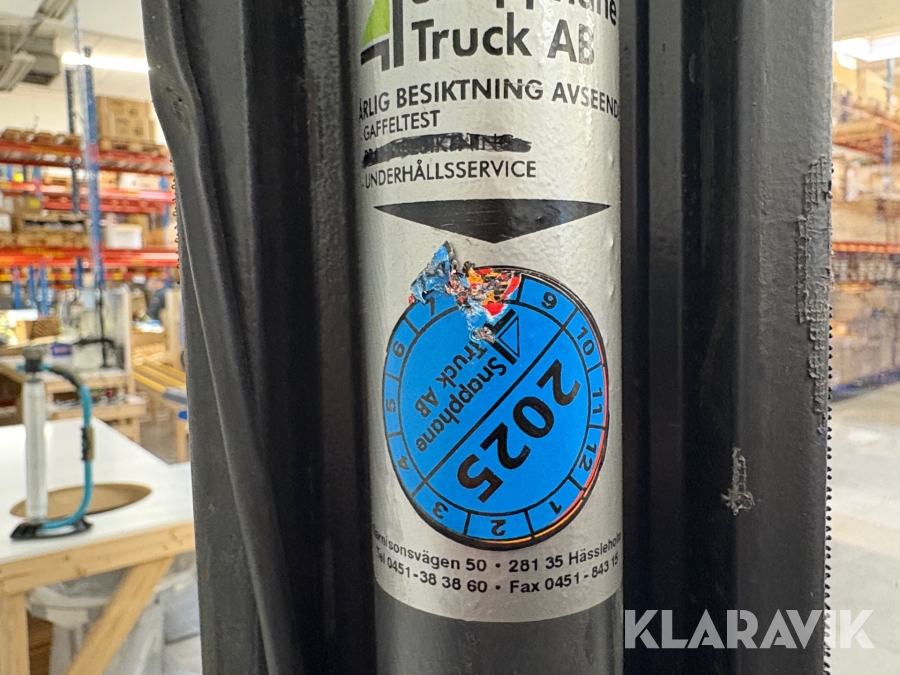 Truck AB
ÅRLIG BESIKTNING AVSEENDE
- GAFFELTEST
- UNDERHÅLLSSERVICE
7
9
6
10
5
11
4
12
3
2
1
Snapphane
Truck AB
2025
Garnisonsvägen 50 • 281 35 Hässleholm
Tel 0451-38 38 60 • Fax 0451-843 15
KLARAVIK